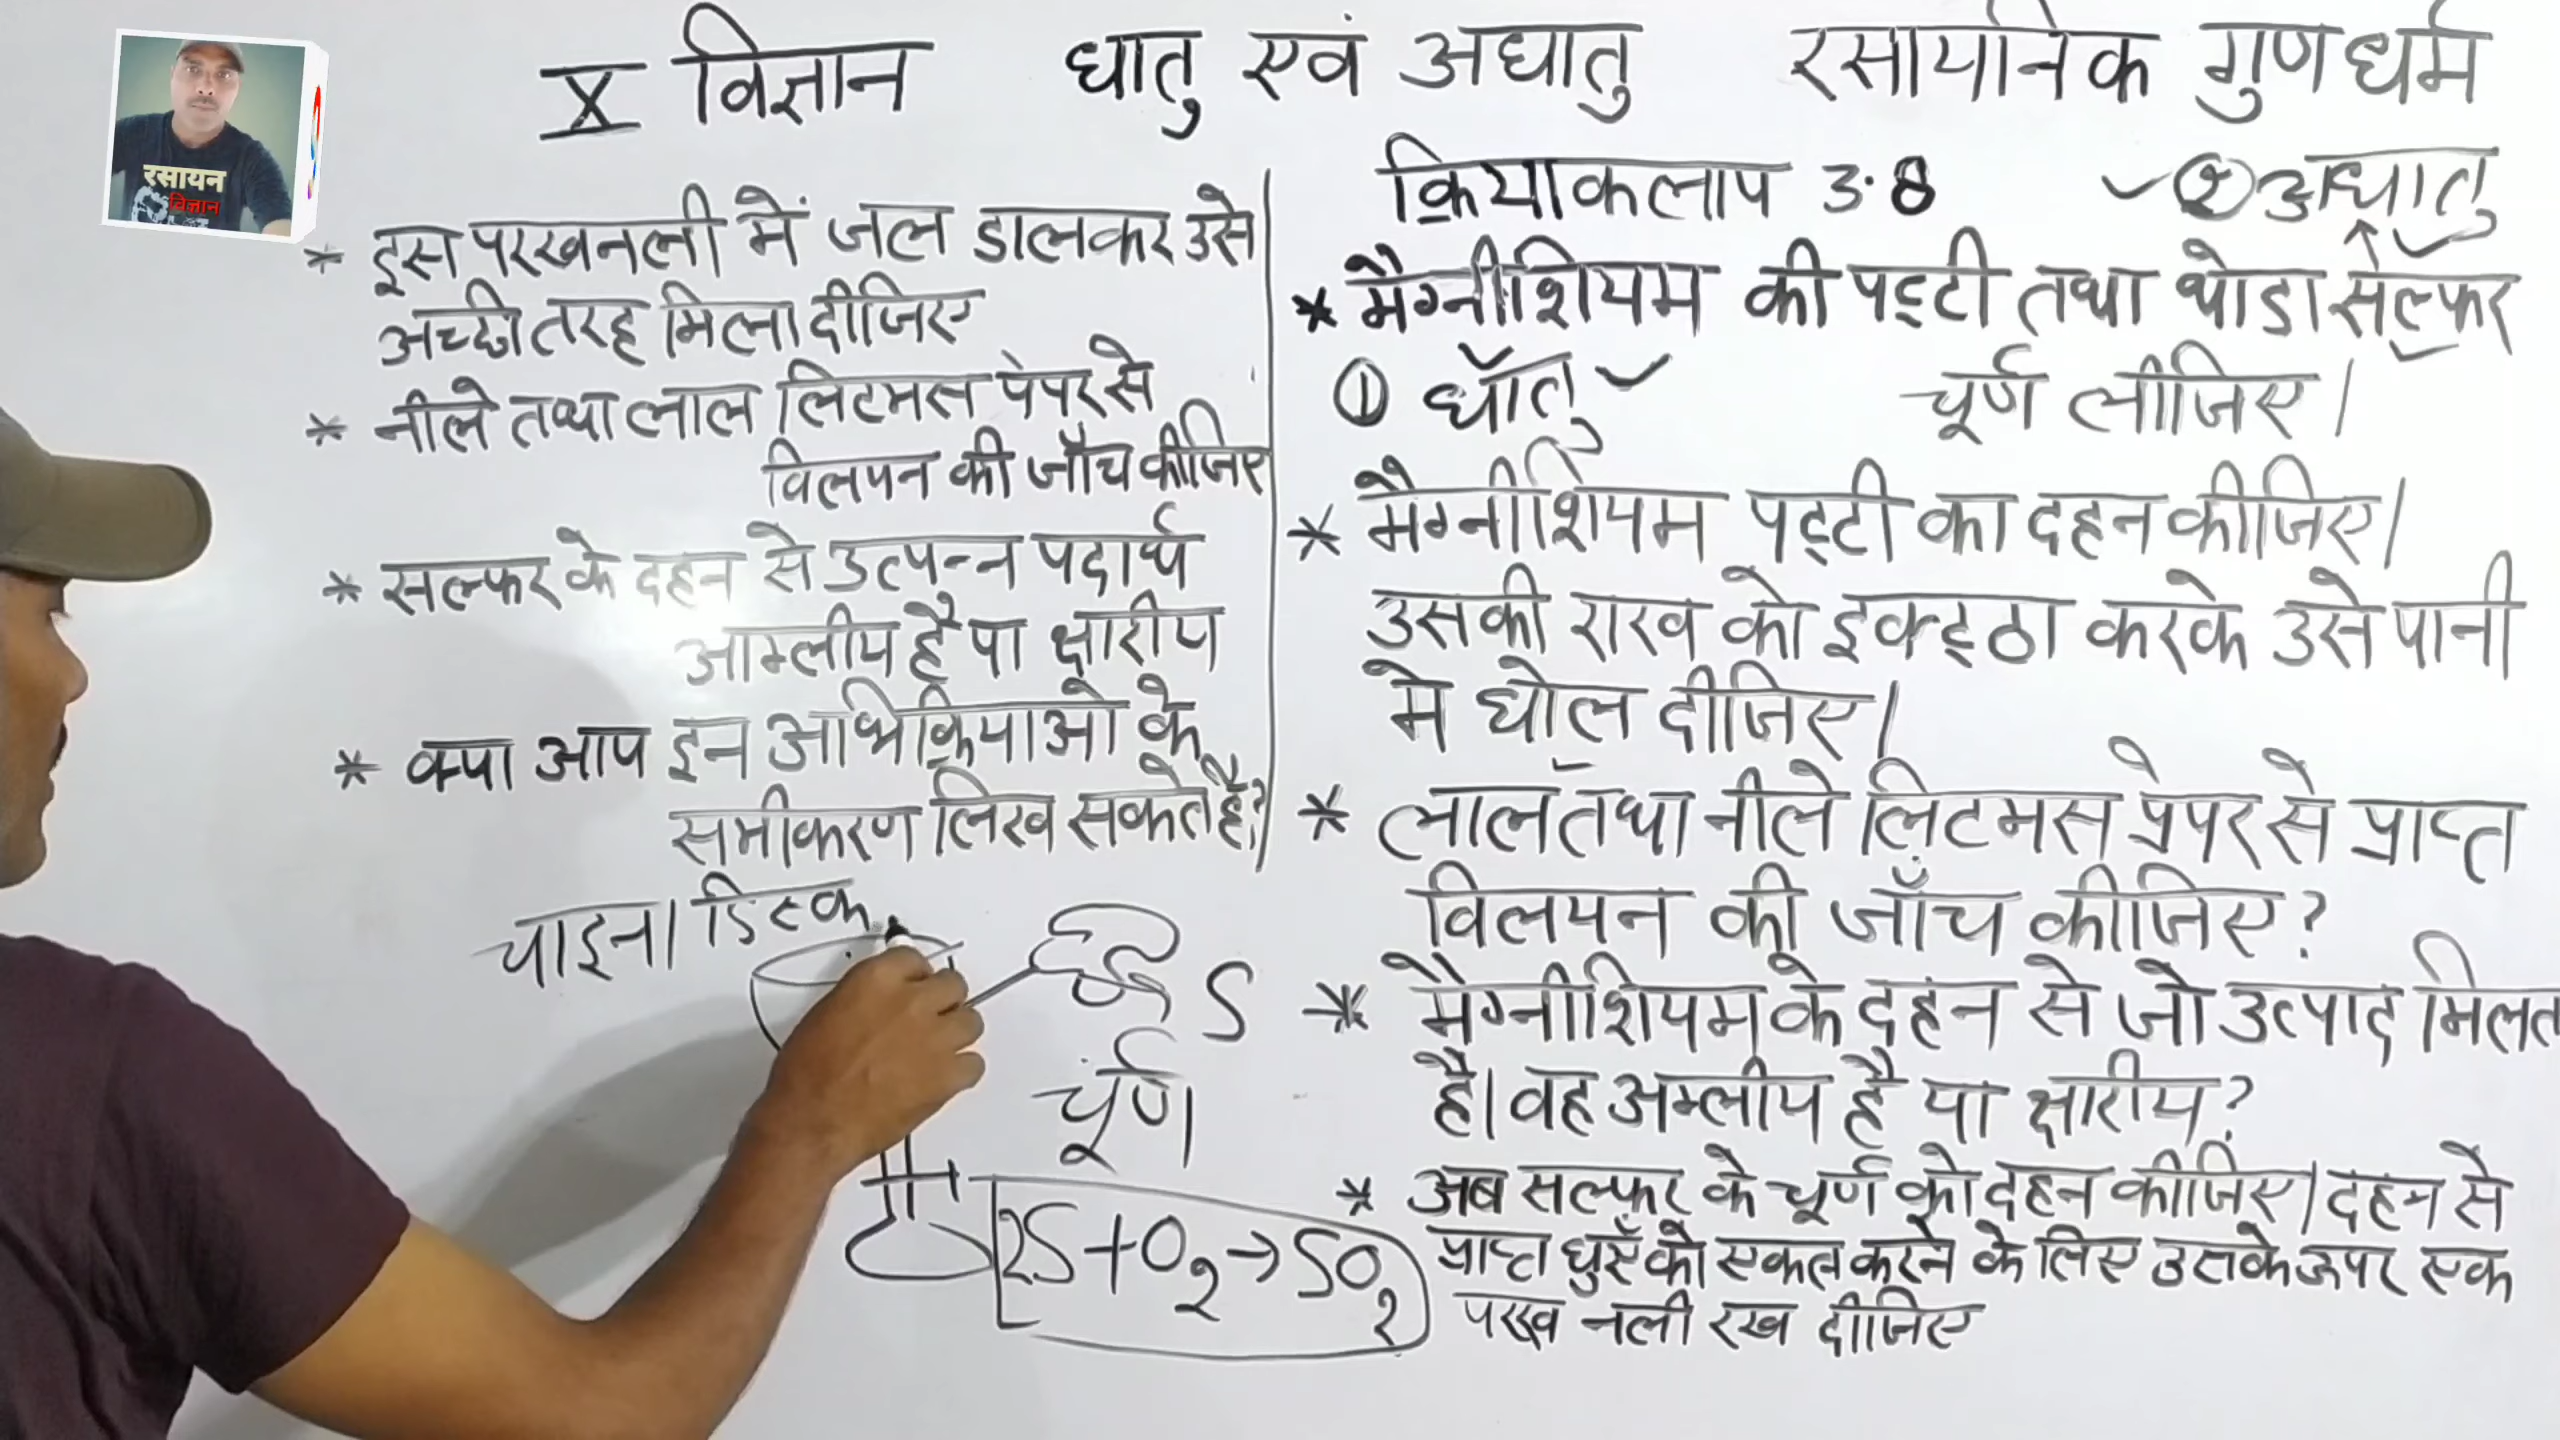 X विज्ञान धातु एवं अधातु रसायनिक गुणधर्म
रसायन
विज्ञान
क्रियाकलाप 3.8 ② अधातु
* मैग्नीशियम की पट्टी तथा थोडा सल्फर
① धातु चूर्ण लीजिए।
* मैग्नीशियम पट्टी का दहन कीजिए।
उसकी राख को इकट्ठा करके उसे पानी
मे घोल दीजिए।
* लाल तथा नीले लिटमस पेपर से प्राप्त
विलयन की जाँच कीजिए?
* मैग्नीशियम के दहन से जो उत्पाद मिलत
है। वह अम्लीय है या क्षारीय?
* अब सल्फर के चूर्ण को दहन कीजिए। दहन से
प्राप्त धुएँ को एकत्र करने के लिए उसके ऊपर एक
परख नली रख दीजिए
* इस परखनली में जल डालकर उसे
अच्छी तरह मिला दीजिए
* नीले तथा लाल लिटमस पेपर से
विलयन की जाँच कीजिए
* सल्फर के दहन से उत्पन्न पदार्थ
आम्लीय है या क्षारीय
* क्या आप इन अभिक्रियाओ के
समीकरण लिख सकते है?
चाइना डिस्क
S
चूर्ण
2S + O2 → SO2